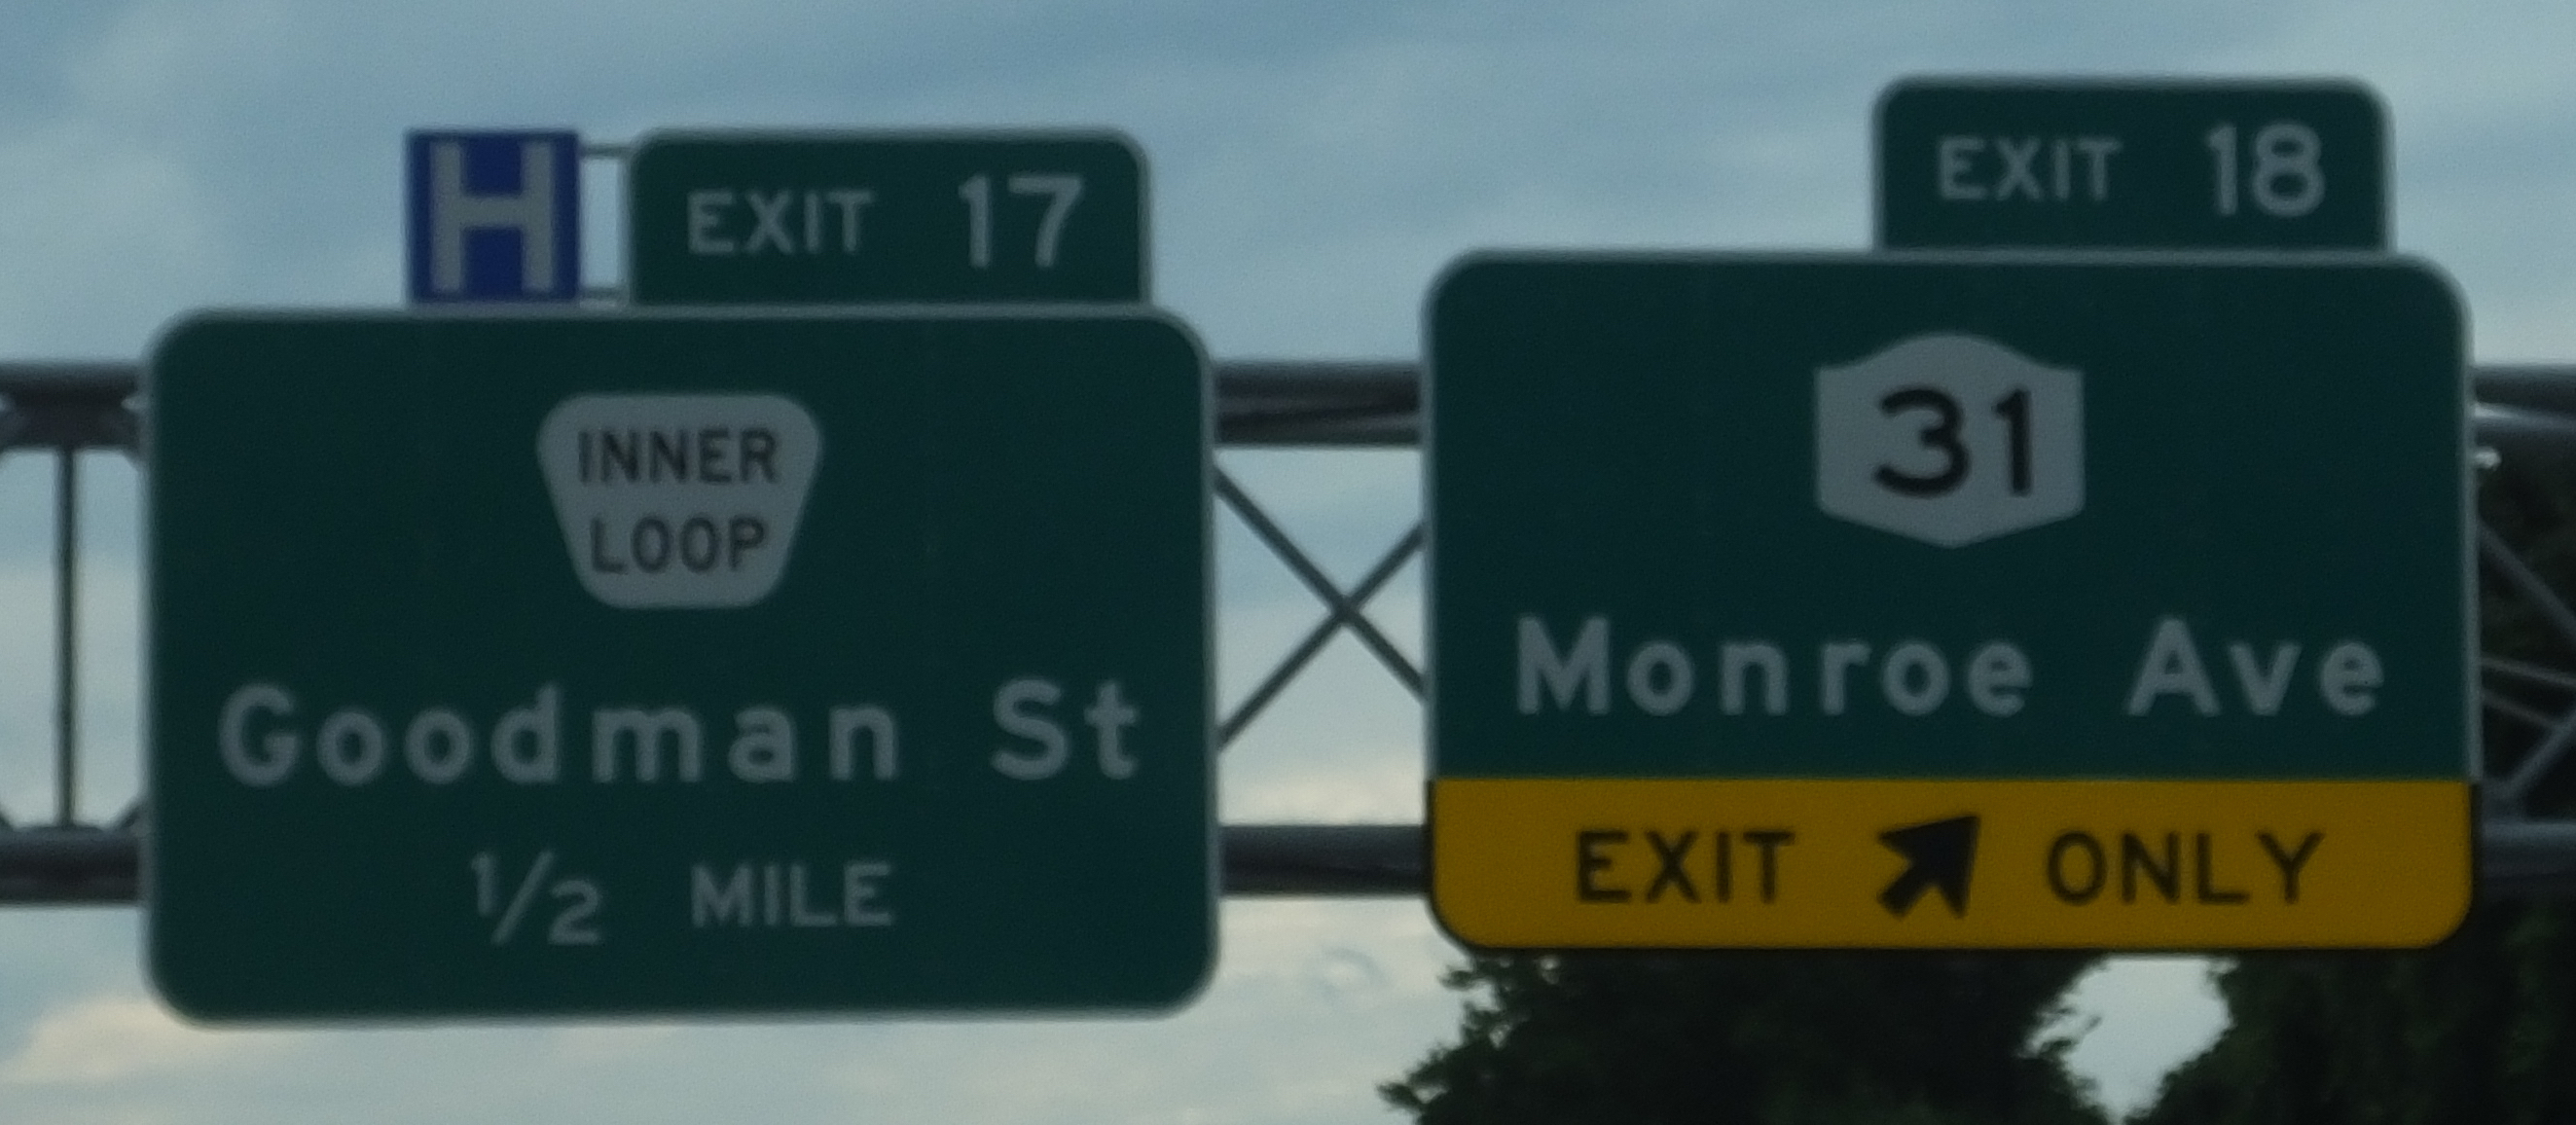 H
EXIT 17
INNER
LOOP
Goodman St
1/2 MILE
EXIT 18
31
Monroe Ave
EXIT ONLY